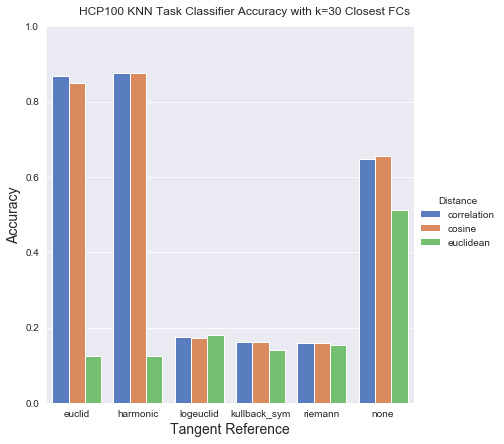 HCP100 KNN Task Classifier Accuracy with k=30 Closest FCs
1.0
0.8
0.6
0.4
0.2
0.0
Accuracy
euclid harmonic logeuclid kullback_sym riemann none
Tangent Reference
Distance
correlation
cosine
euclidean